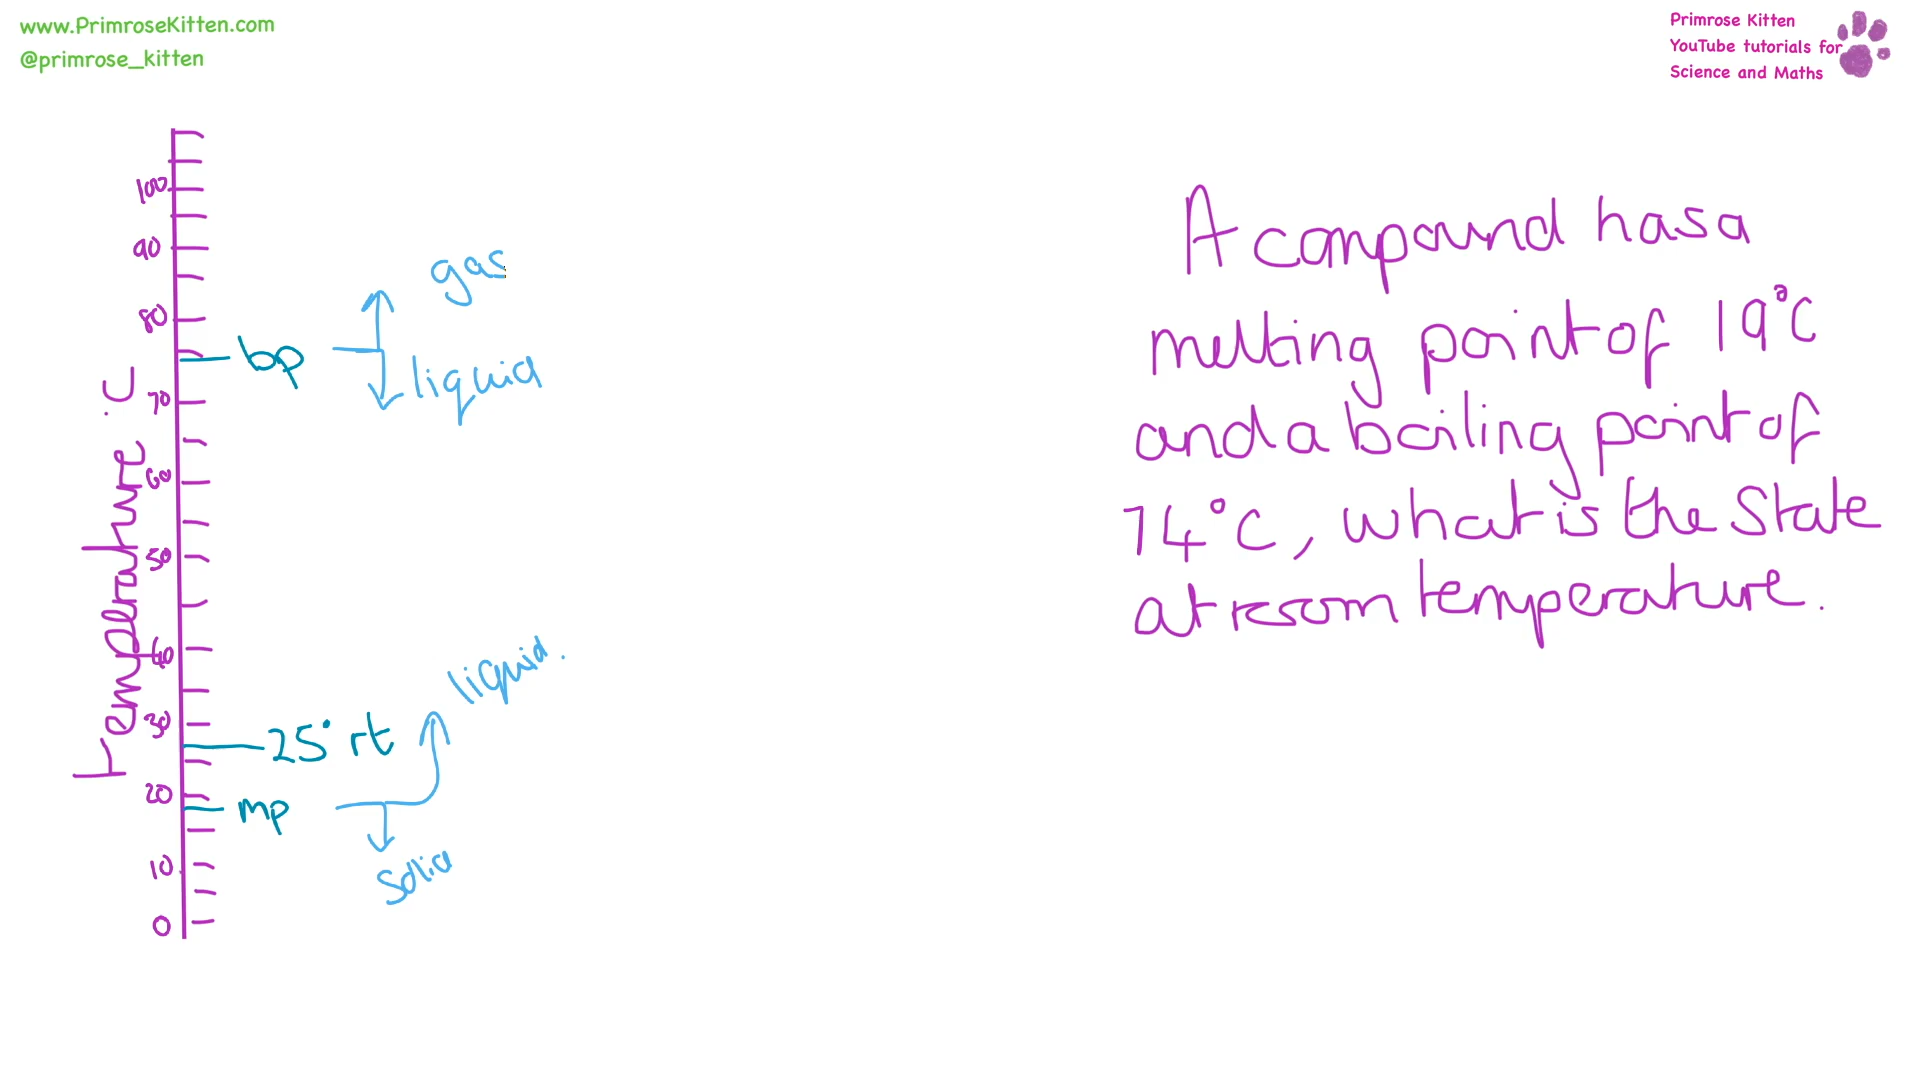 www.PrimroseKitten.com
@primrose_kitten
Primrose Kitten
YouTube tutorials for
Science and Maths
100
90
80
70
60
50
40
30
20
10
0
Temperature °C
gas
bp
liquid
liquid.
25° rt
mp
solid
A compound has a
melting point of 19°C
and a boiling point of
74°C, what is the state
at room temperature.